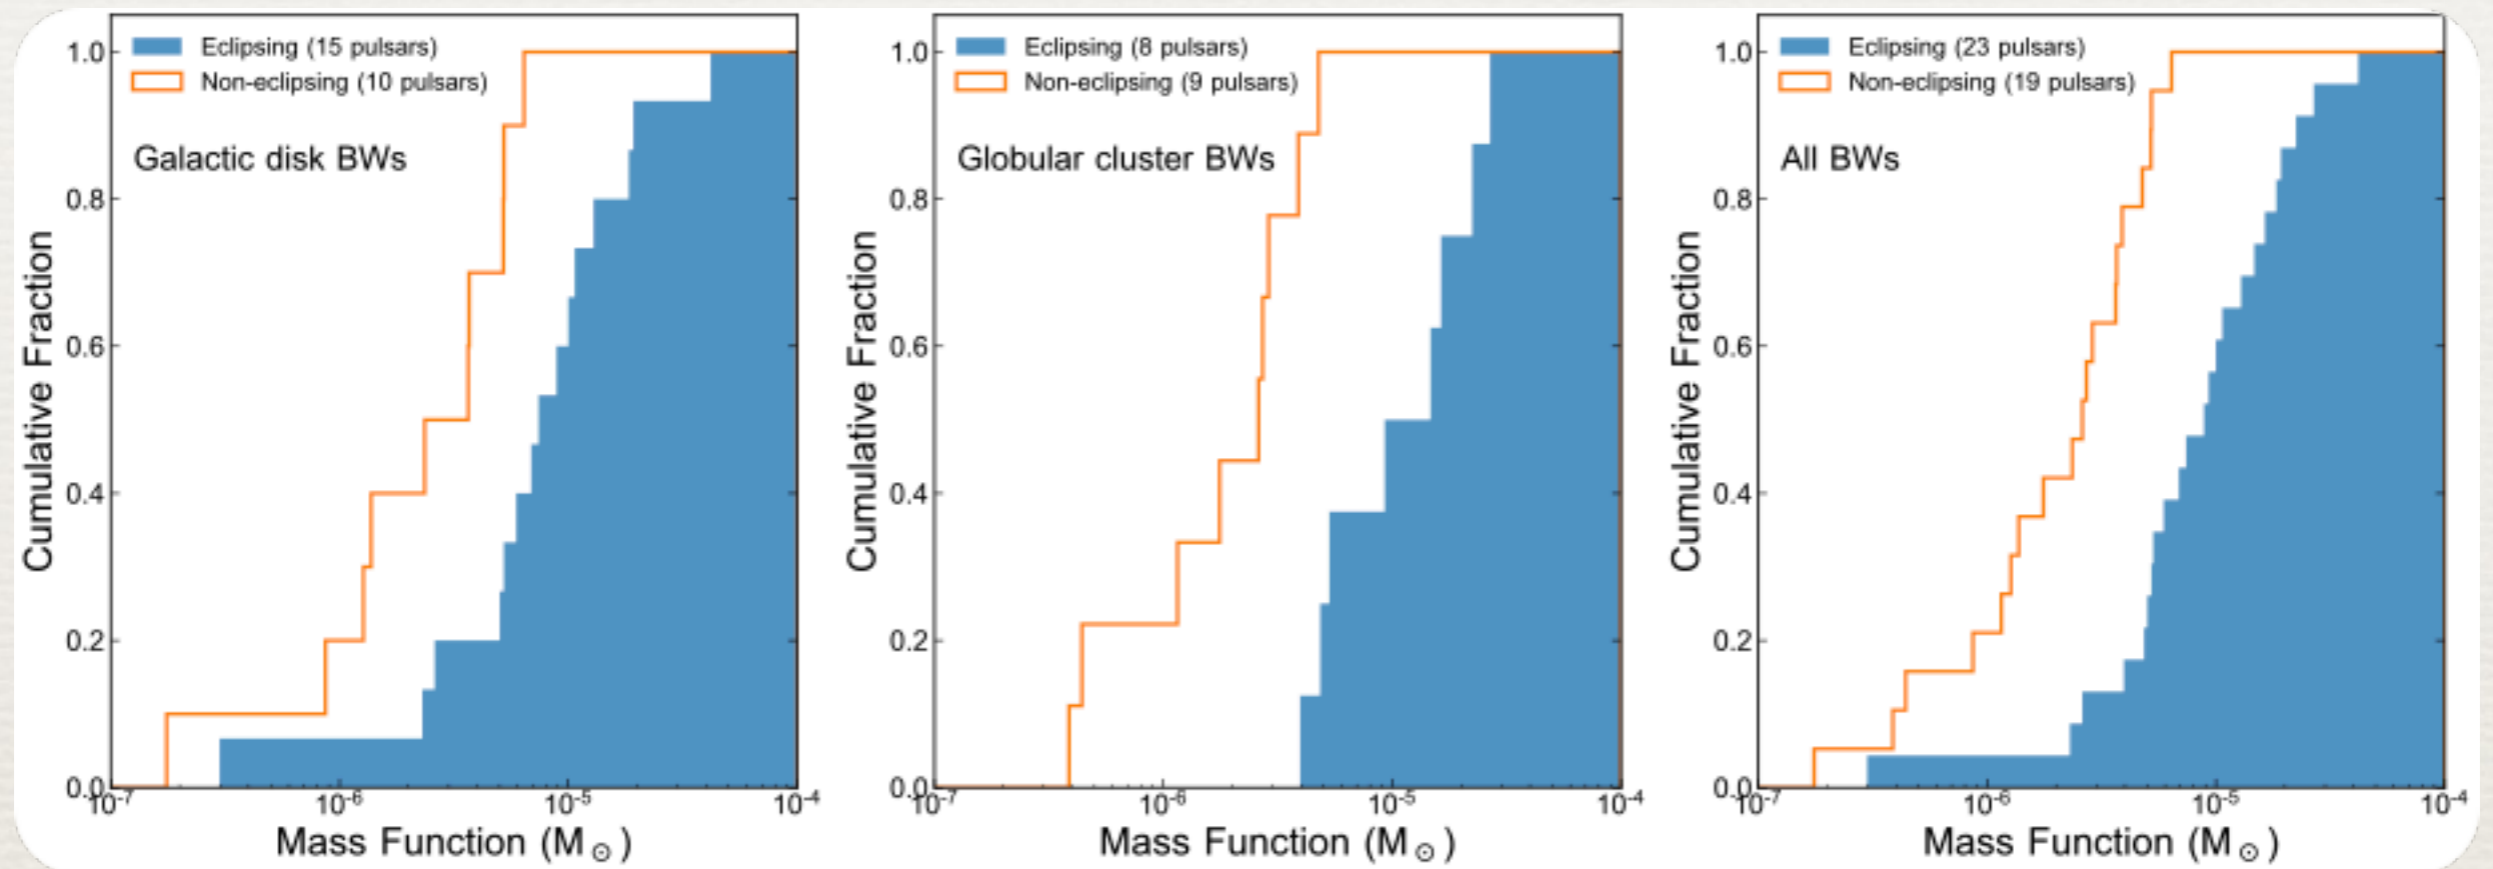 Eclipsing (15 pulsars)
Non-eclipsing (10 pulsars)
Galactic disk BWs
Cumulative Fraction
1.0
0.8
0.6
0.4
0.2
0.0
10-7
10-6
10-5
10-4
Mass Function (M☉)
Eclipsing (8 pulsars)
Non-eclipsing (9 pulsars)
Globular cluster BWs
Cumulative Fraction
1.0
0.8
0.6
0.4
0.2
0.0
10-7
10-6
10-5
10-4
Mass Function (M☉)
Eclipsing (23 pulsars)
Non-eclipsing (19 pulsars)
All BWs
Cumulative Fraction
1.0
0.8
0.6
0.4
0.2
0.0
10-7
10-6
10-5
10-4
Mass Function (M☉)